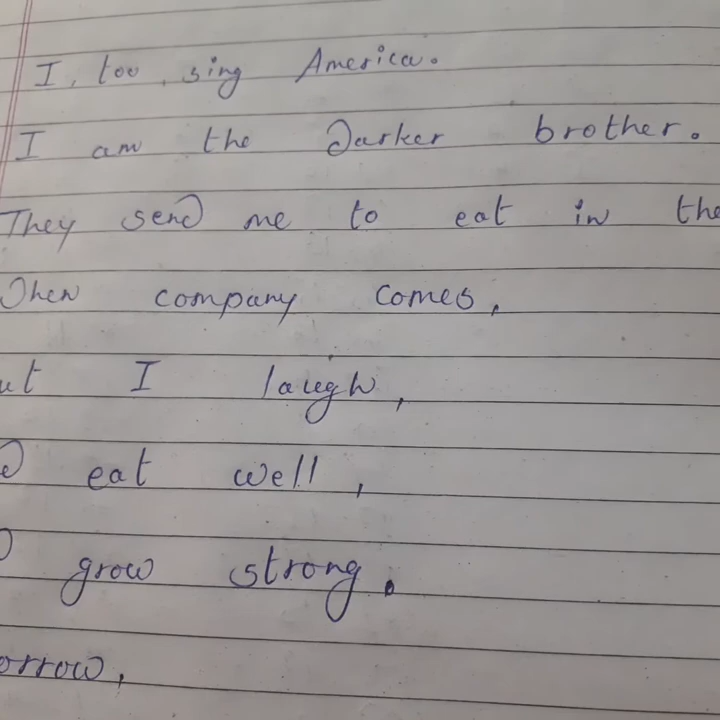 I, too, sing America.
I am the darker brother.
They send me to eat in the
When company comes,
ut I laugh,
eat well,
grow strong.
orrow,